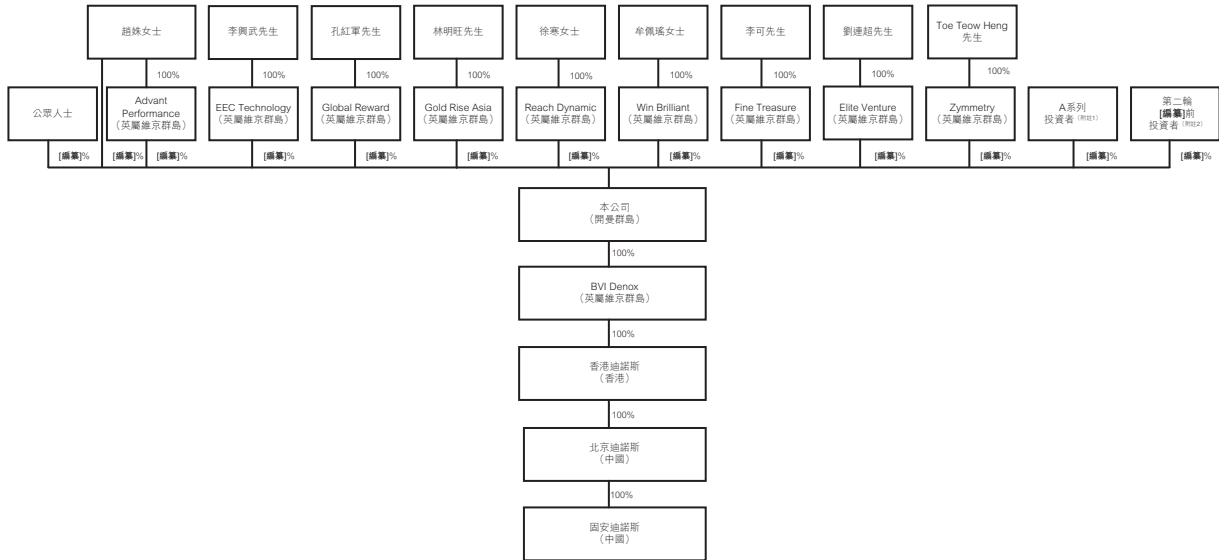 趙姝女士
李興武先生
孔紅軍先生
林明旺先生
徐寒女士
牟佩瑤女士
李可先生
劉連超先生
Toe Teow Heng
先生
100%
100%
100%
100%
100%
100%
100%
100%
100%
公眾人士
Advant
Performance
（英屬維京群島）
EEC Technology
（英屬維京群島）
Global Reward
（英屬維京群島）
Gold Rise Asia
（英屬維京群島）
Reach Dynamic
（英屬維京群島）
Win Brilliant
（英屬維京群島）
Fine Treasure
（英屬維京群島）
Elite Venture
（英屬維京群島）
Zymmetry
（英屬維京群島）
A系列
投資者（附註1）
第二輪
[編纂]前
投資者（附註2）
[編纂]%
[編纂]%
[編纂]%
[編纂]%
[編纂]%
[編纂]%
[編纂]%
[編纂]%
[編纂]%
[編纂]%
[編纂]%
[編纂]%
[編纂]%
本公司
（開曼群島）
100%
BVI Denox
（英屬維京群島）
100%
香港迪諾斯
（香港）
100%
北京迪諾斯
（中國）
100%
固安迪諾斯
（中國）